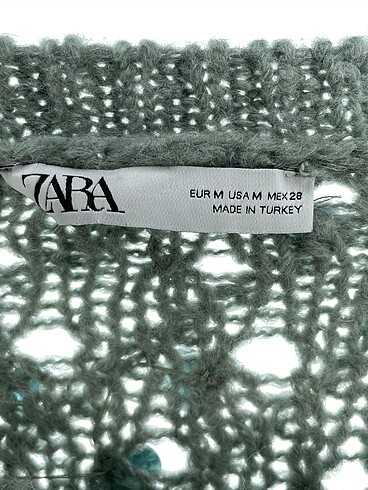 ZARA
EUR M USA M MEX 28
MADE IN TURKEY